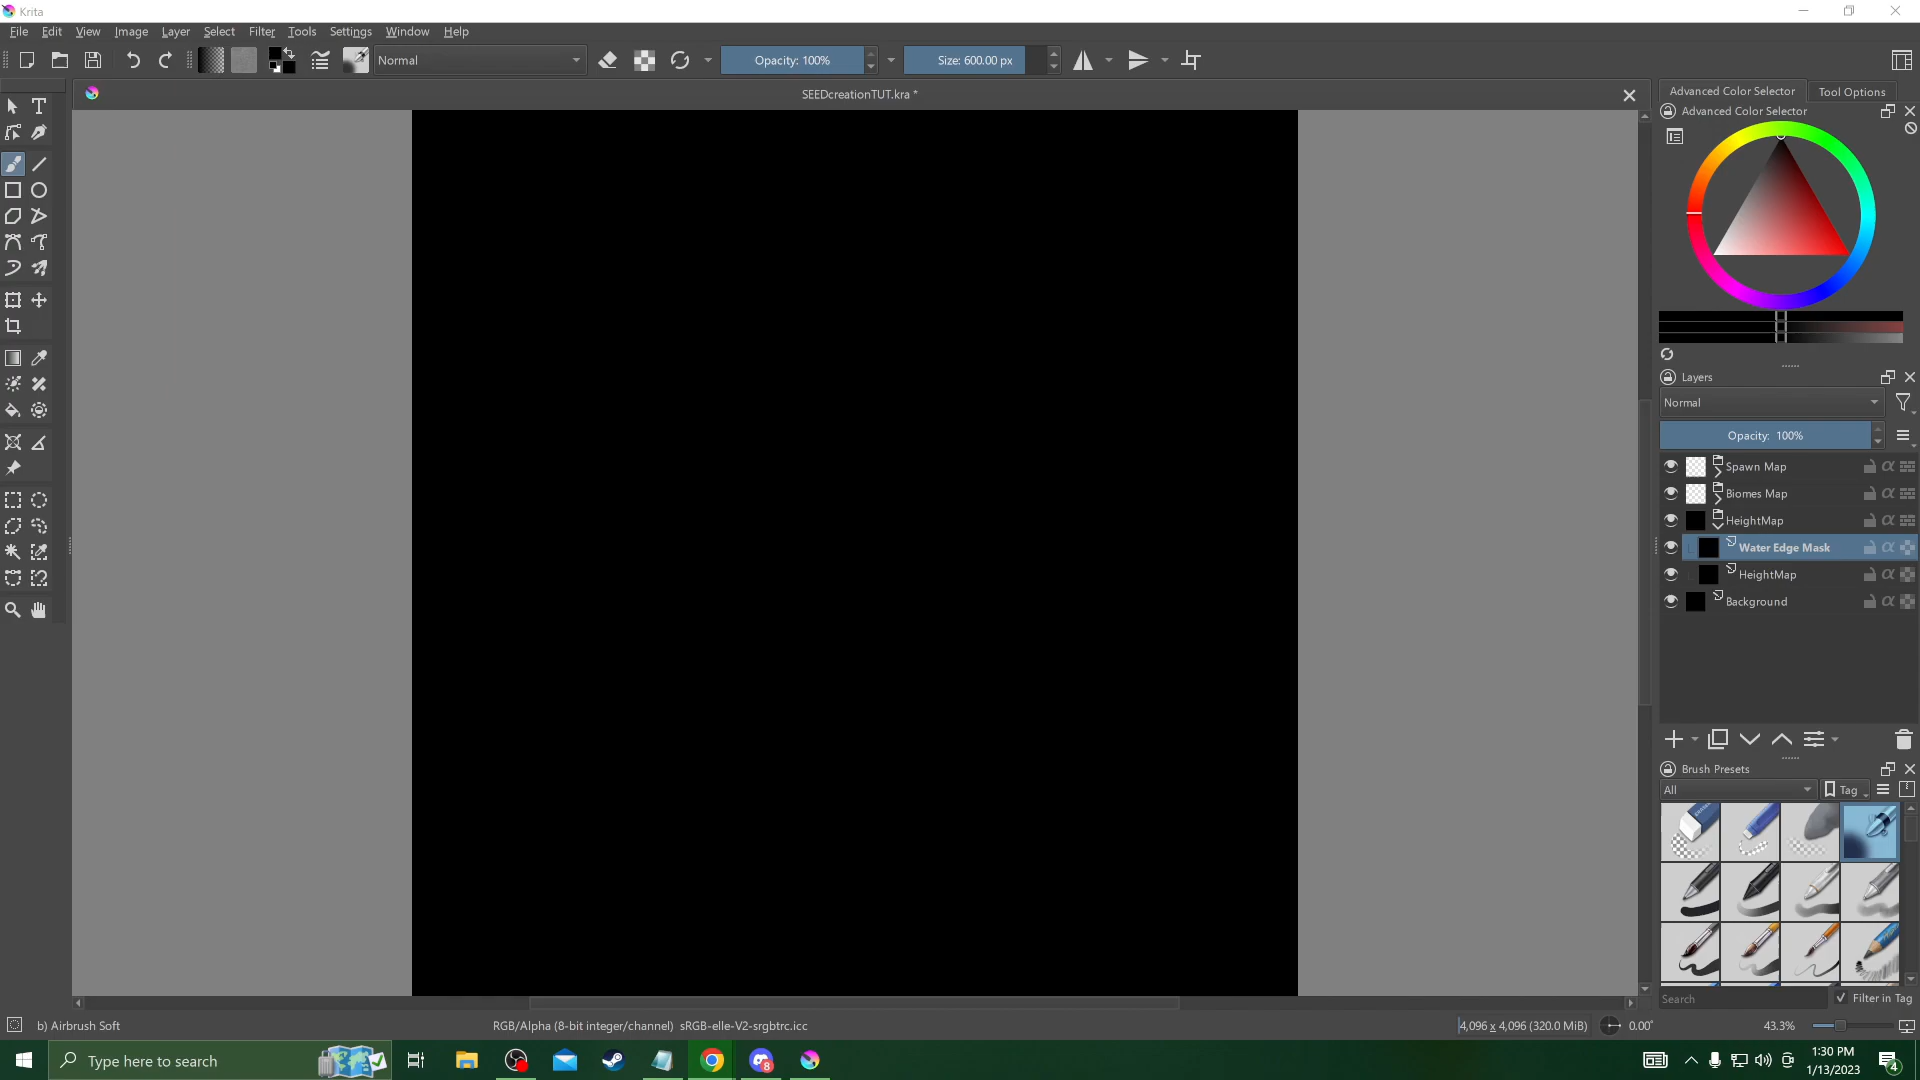 Krita
File Edit View Image Layer Select Filter Tools Settings Window Help
Normal
Opacity: 100%
Size: 600.00 px
SEEDcreationTUT.kra *
Advanced Color Selector
Tool Options
Advanced Color Selector
Layers
Normal
Opacity: 100%
Spawn Map
Biomes Map
HeightMap
Water Edge Mask
HeightMap
Background
Brush Presets
All
Tag
Search
Filter in Tag
b) Airbrush Soft
RGB/Alpha (8-bit integer/channel) sRGB-elle-V2-srgbtrc.icc
4,096 x 4,096 (320.0 MiB)
0.00°
43.3%
Type here to search
8
1:30 PM
1/13/2023
4